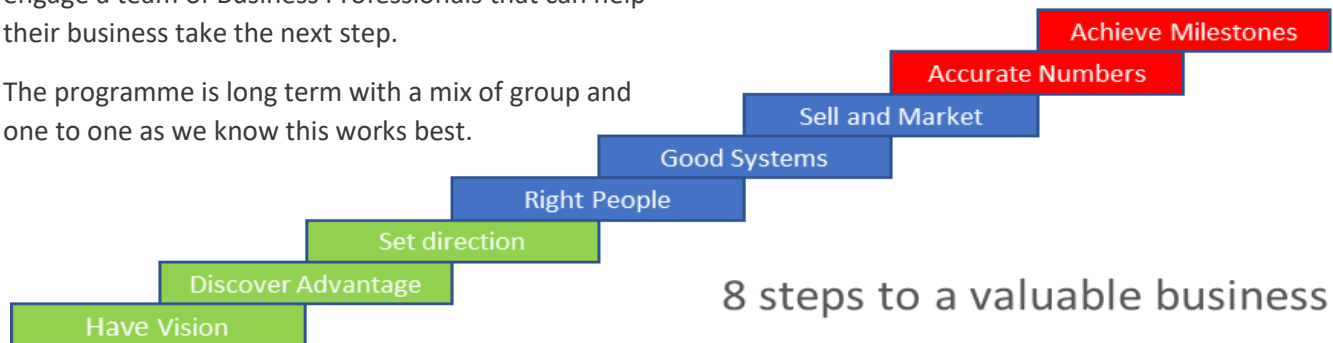 engage a team of Business Professionals that can help
their business take the next step.
The programme is long term with a mix of group and
one to one as we know this works best.
Achieve Milestones
Accurate Numbers
Sell and Market
Good Systems
Right People
Set direction
Discover Advantage
Have Vision
8 steps to a valuable business